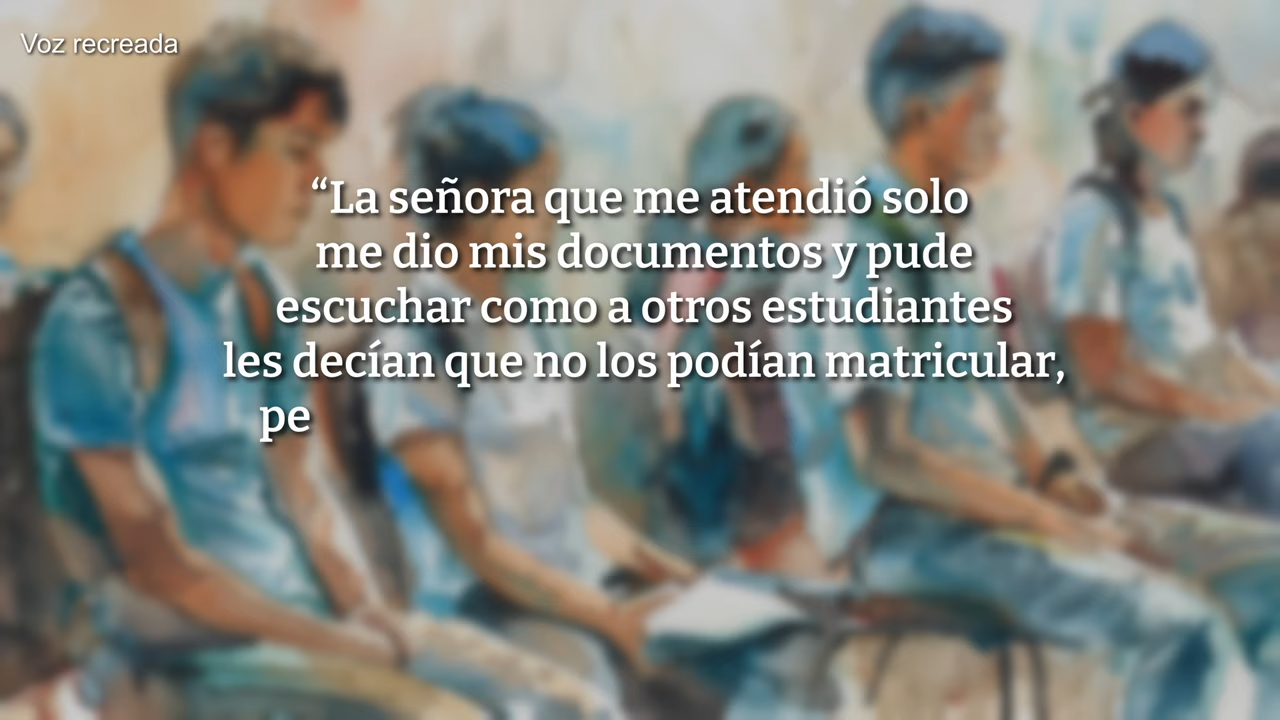 Voz recreada
“La señora que me atendió solo
me dio mis documentos y pude
escuchar como a otros estudiantes
les decían que no los podían matricular,
pe